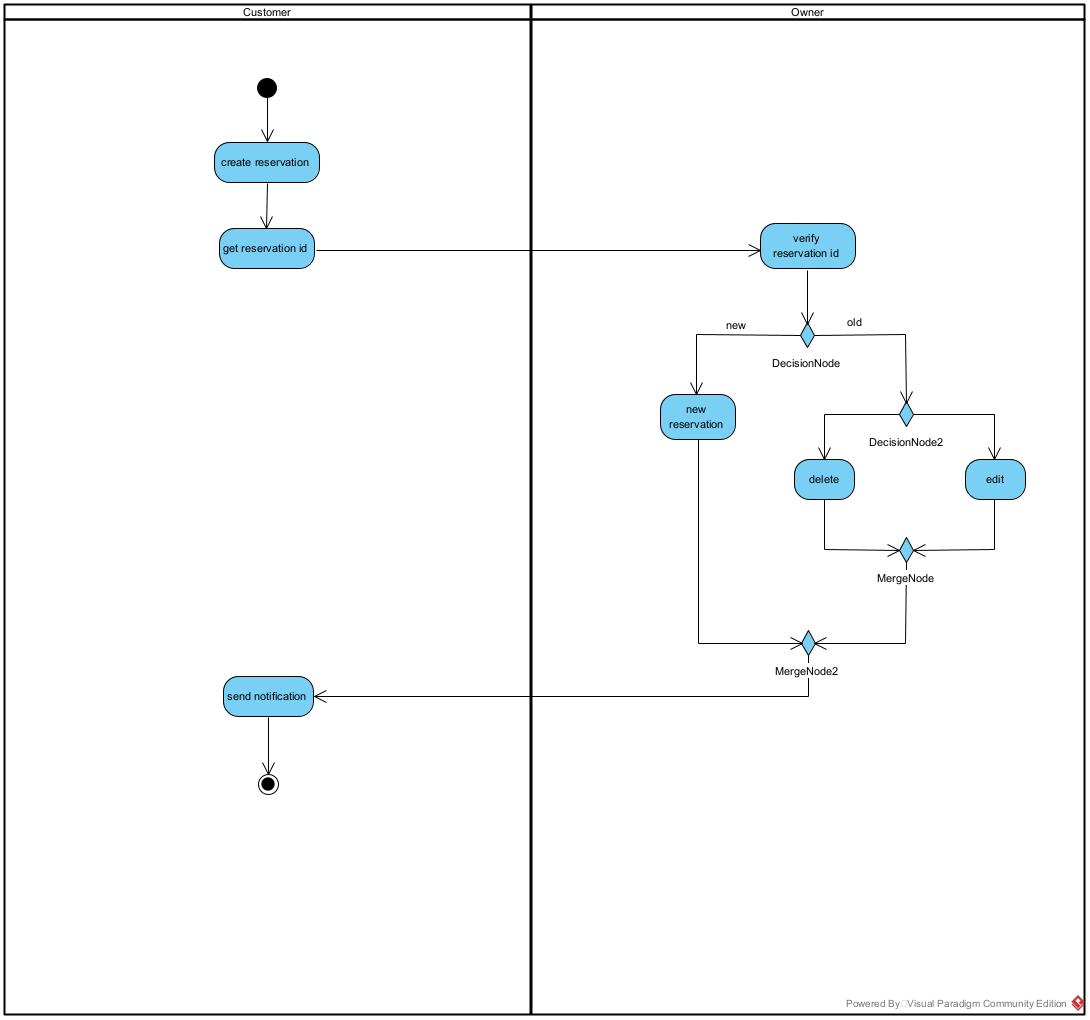 Customer
Owner
create reservation
get reservation id
verify
reservation id
new
old
DecisionNode
new
reservation
DecisionNode2
delete
edit
MergeNode
MergeNode2
send notification
Powered By Visual Paradigm Community Edition